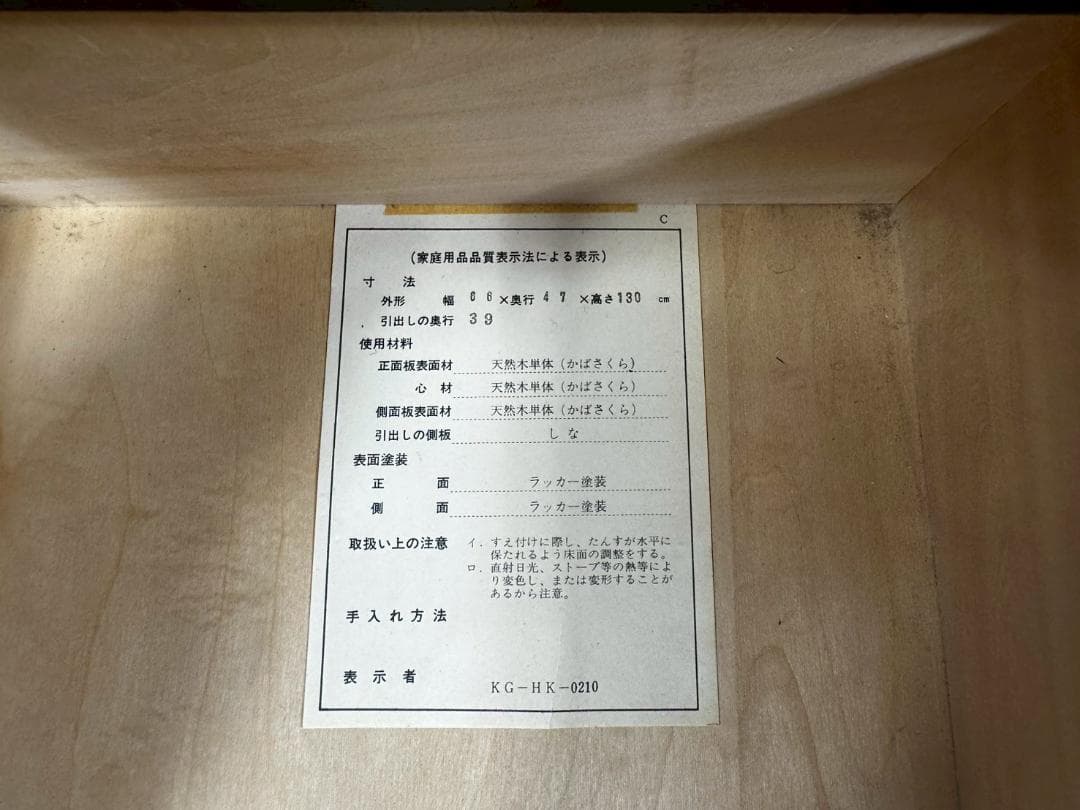 C
(家庭用品品質表示法による表示)
寸 法
外形 幅 66×奥行 47 ×高さ130 cm
引出しの奥行 39
使用材料
正面板表面材 天然木単体(かばさくら)
心材 天然木単体(かばさくら)
側面板表面材 天然木単体(かばさくら)
引出しの側板 しな
表面塗装
正面 ラッカー塗装
側面 ラッカー塗装
取扱い上の注意 イ. すえ付けに際し、たんすが水平に
保たれるよう床面の調整をする。
ロ. 直射日光、ストーブ等の熱等によ
り変色し、または変形することが
あるから注意。
手入れ方法
表示者 KG-HK-0210